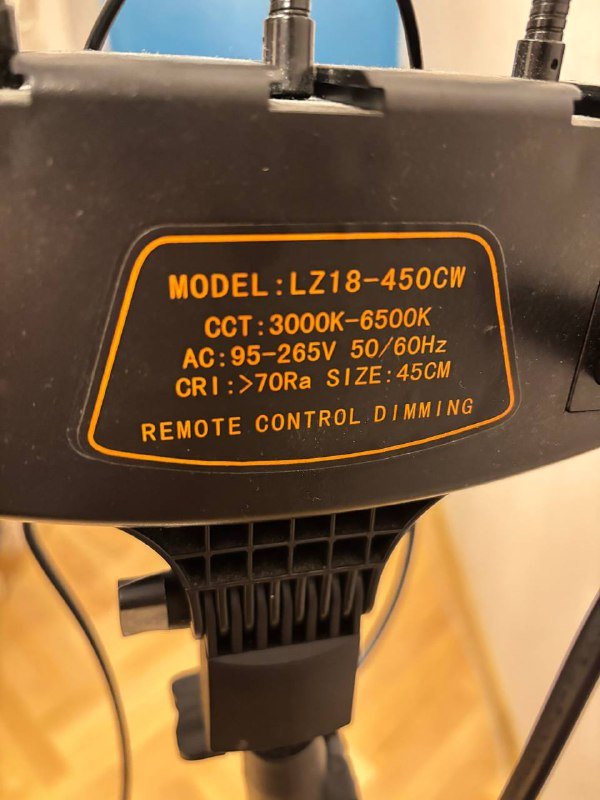 MODEL:LZ18-450CW
CCT:3000K-6500K
AC:95-265V 50/60Hz
CRI:>70Ra SIZE:45CM
REMOTE CONTROL DIMMING